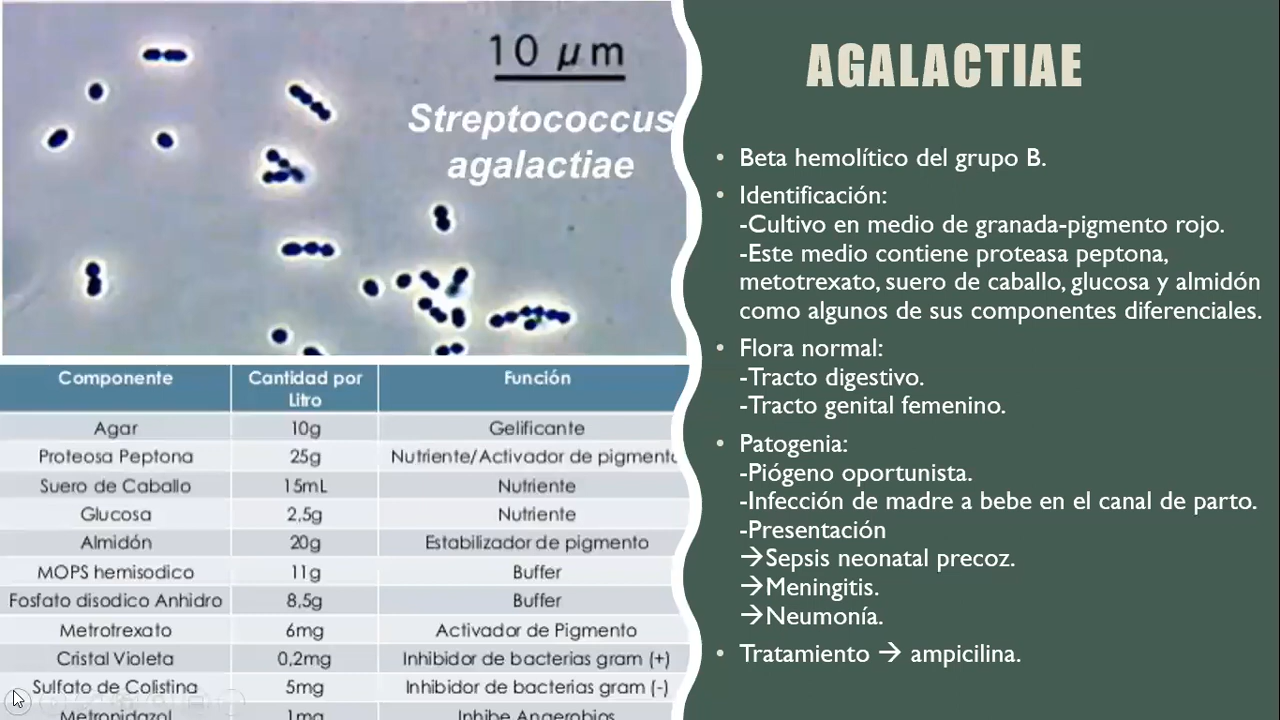 10 µm
Streptococcus
agalactiae
Componente Cantidad por Litro Función
Agar 10g Gelificante
Proteosa Peptona 25g Nutriente/Activador de pigmento
Suero de Caballo 15mL Nutriente
Glucosa 2,5g Nutriente
Almidón 20g Estabilizador de pigmento
MOPS hemisodico 11g Buffer
Fosfato disodico Anhidro 8,5g Buffer
Metrotrexato 6mg Activador de Pigmento
Cristal Violeta 0,2mg Inhibidor de bacterias gram (+)
Sulfato de Colistina 5mg Inhibidor de bacterias gram (-)
Metronidazol 1mg Inhibe Anaerobios
AGALACTIAE
• Beta hemolítico del grupo B.
• Identificación:
-Cultivo en medio de granada-pigmento rojo.
-Este medio contiene proteasa peptona,
metotrexato, suero de caballo, glucosa y almidón
como algunos de sus componentes diferenciales.
• Flora normal:
-Tracto digestivo.
-Tracto genital femenino.
• Patogenia:
-Piógeno oportunista.
-Infección de madre a bebe en el canal de parto.
-Presentación
→Sepsis neonatal precoz.
→Meningitis.
→Neumonía.
• Tratamiento → ampicilina.